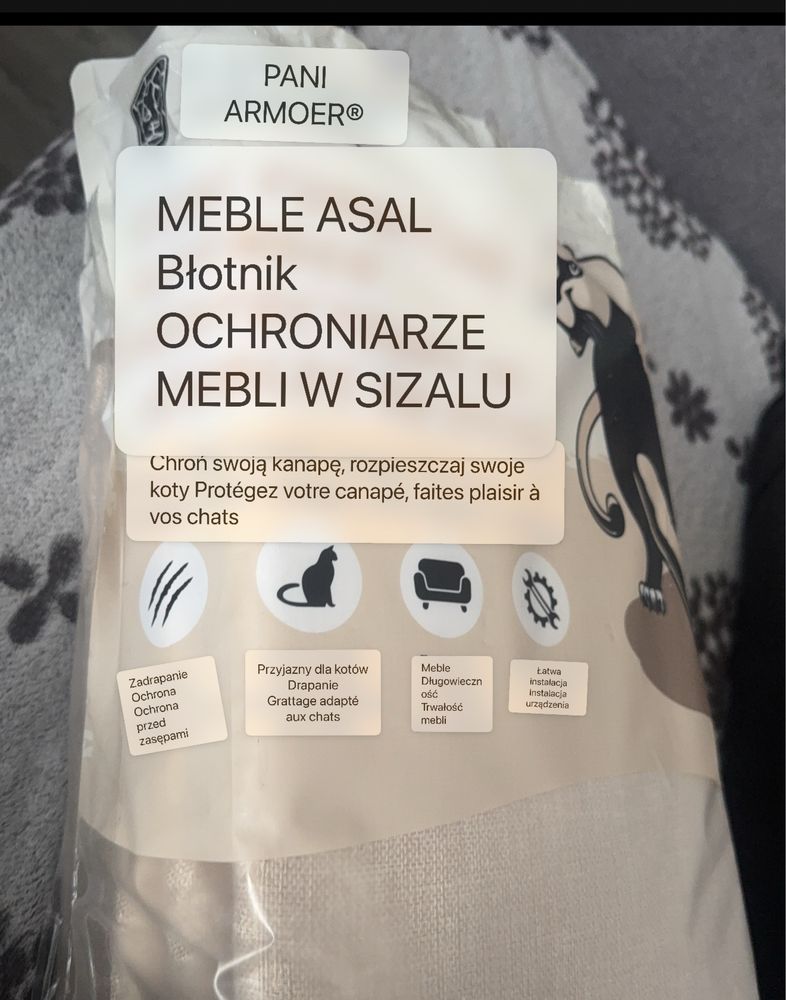 PANI
ARMOER®
MEBLE ASAL
Błotnik
OCHRONIARZE
MEBLI W SIZALU
Chroń swoją kanapę, rozpieszczaj swoje
koty Protégez votre canapé, faites plaisir à
vos chats
Zadrapanie
Ochrona
Ochrona
przed
zasępami
Przyjazny dla kotów
Drapanie
Grattage adapté
aux chats
Meble
Długowieczn
ość
Trwałość
mebli
Łatwa
instalacja
instalacja
urządzenia